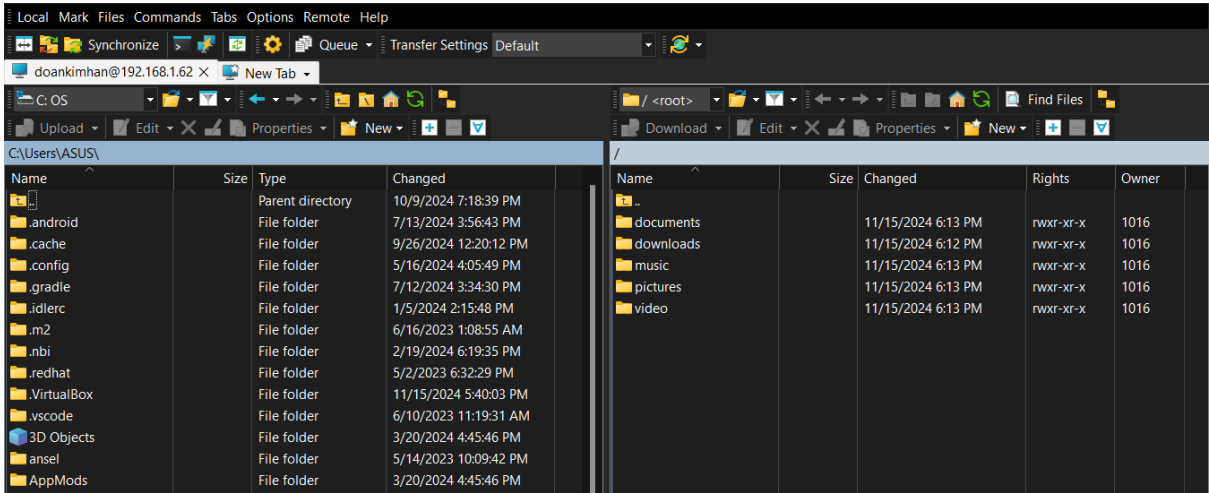 Local Mark Files Commands Tabs Options Remote Help
Synchronize Queue Transfer Settings Default
doankimhan@192.168.1.62 × New Tab
C: OS
Upload Edit Properties New
C:\Users\ASUS\
Name Size Type Changed
.. Parent directory 10/9/2024 7:18:39 PM
.android File folder 7/13/2024 3:56:43 PM
.cache File folder 9/26/2024 12:20:12 PM
.config File folder 5/16/2024 4:05:49 PM
.gradle File folder 7/12/2024 3:34:30 PM
.idlerc File folder 1/5/2024 2:15:48 PM
.m2 File folder 6/16/2023 1:08:55 AM
.nbi File folder 2/19/2024 6:19:35 PM
.redhat File folder 5/2/2023 6:32:29 PM
.VirtualBox File folder 11/15/2024 5:40:03 PM
.vscode File folder 6/10/2023 11:19:31 AM
3D Objects File folder 3/20/2024 4:45:46 PM
ansel File folder 5/14/2023 10:09:42 PM
AppMods File folder 3/20/2024 4:45:46 PM
/ <root> Find Files
Download Edit Properties New
/
Name Size Changed Rights Owner
..
documents 11/15/2024 6:13 PM rwxr-xr-x 1016
downloads 11/15/2024 6:12 PM rwxr-xr-x 1016
music 11/15/2024 6:13 PM rwxr-xr-x 1016
pictures 11/15/2024 6:13 PM rwxr-xr-x 1016
video 11/15/2024 6:13 PM rwxr-xr-x 1016